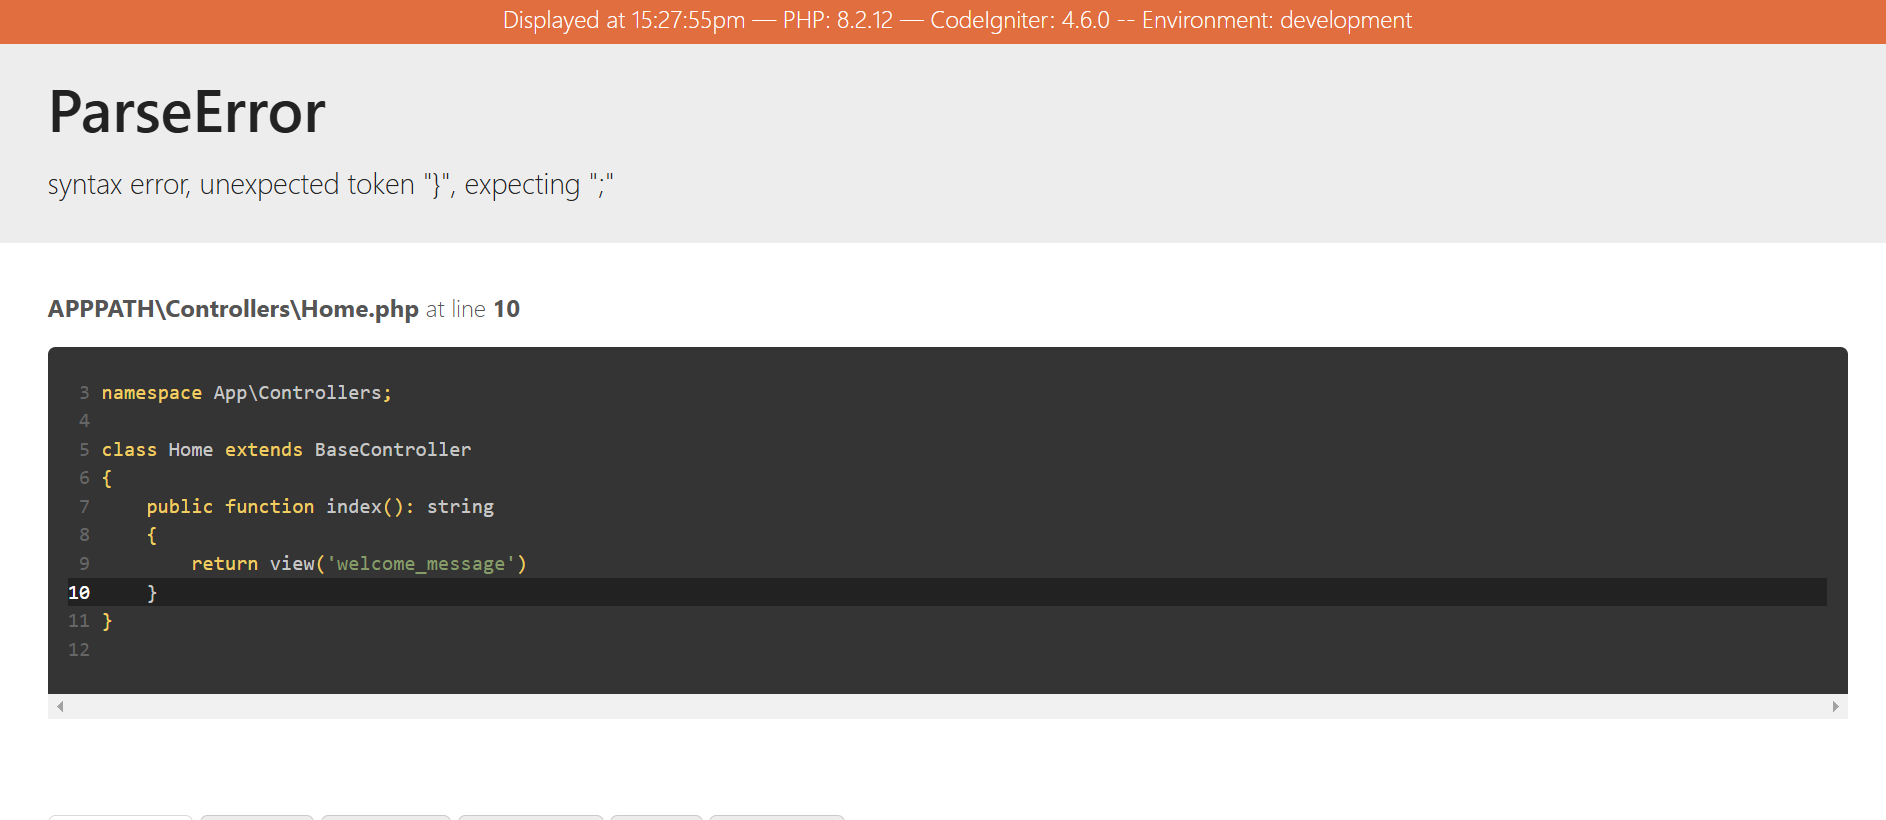 Displayed at 15:27:55pm — PHP: 8.2.12 — CodeIgniter: 4.6.0 -- Environment: development
ParseError
syntax error, unexpected token "}", expecting ";"
APPPATH\Controllers\Home.php at line 10
3 namespace App\Controllers;
4
5 class Home extends BaseController
6 {
7     public function index(): string
8     {
9         return view('welcome_message')
10     }
11 }
12